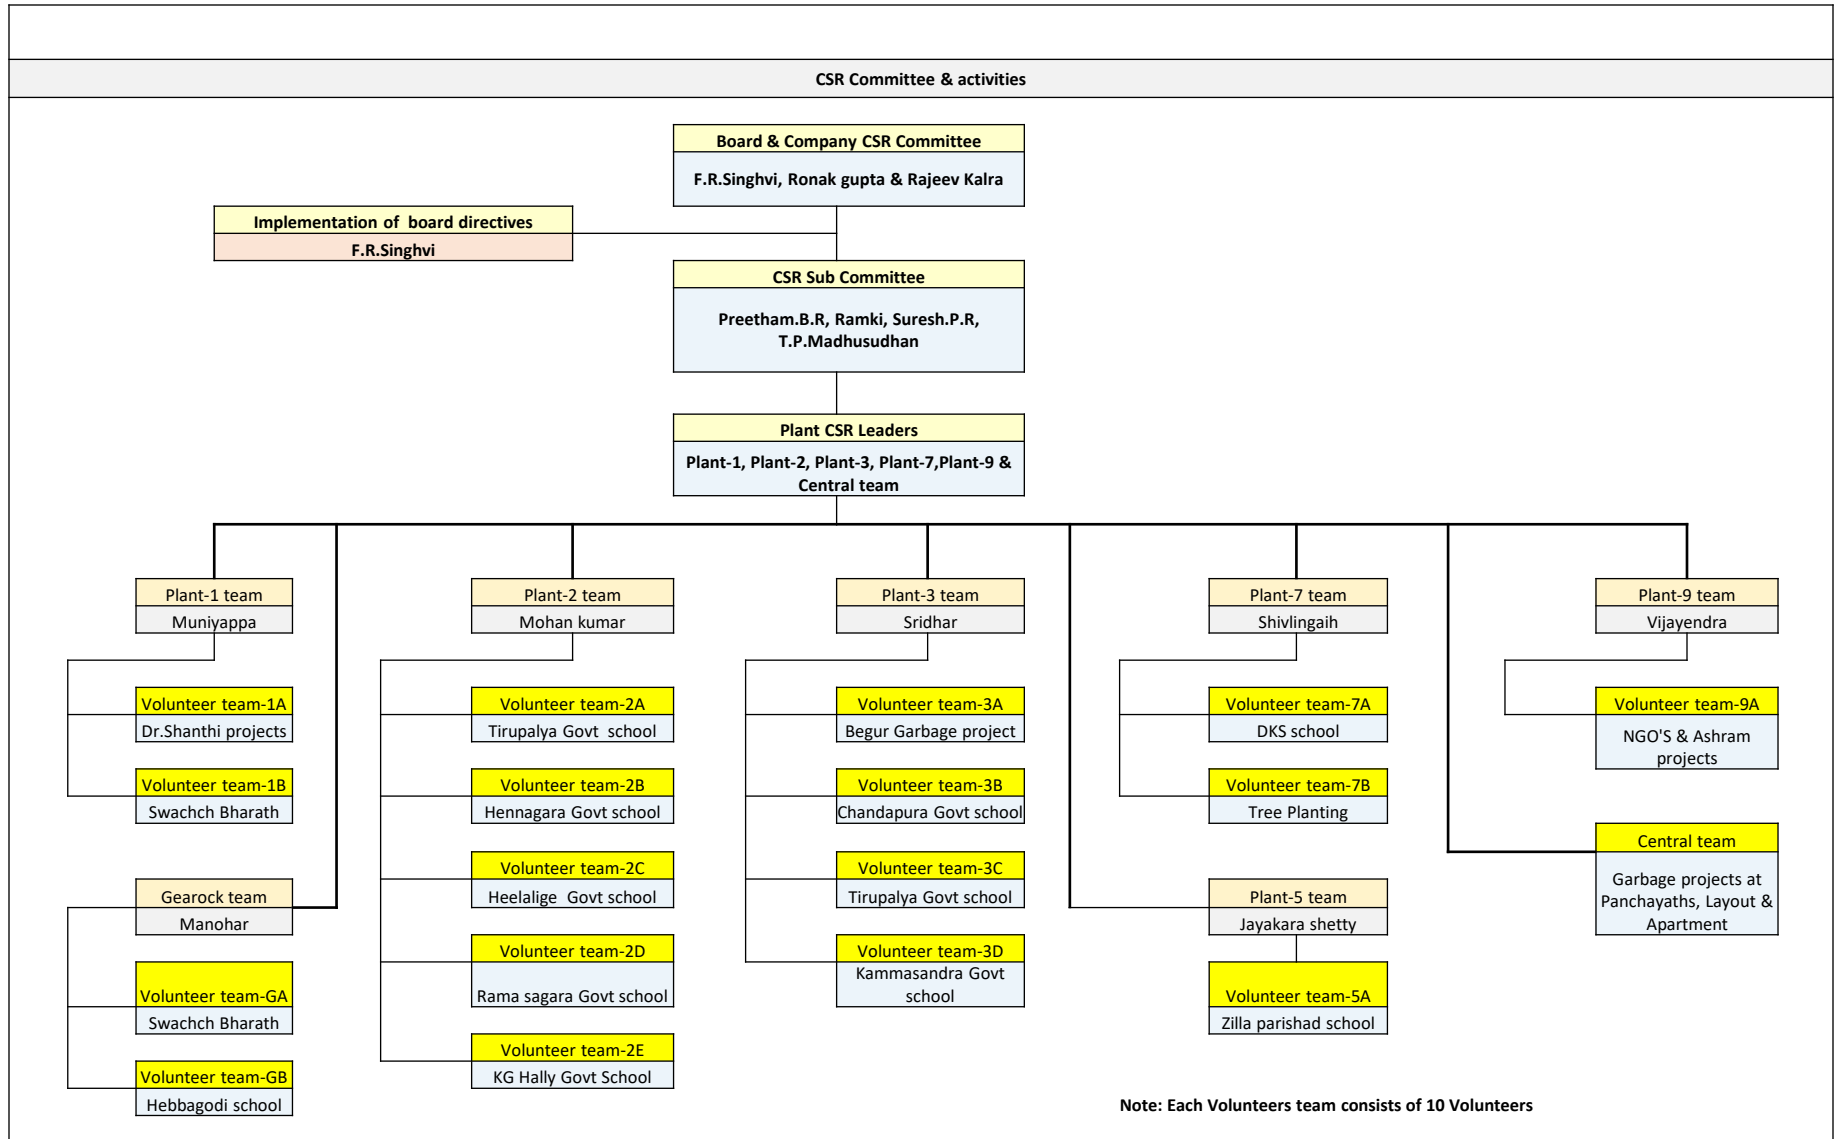 CSR Committee & activities
Board & Company CSR Committee
F.R.Singhvi, Ronak gupta & Rajeev Kalra
Implementation of board directives
F.R.Singhvi
CSR Sub Committee
Preetham.B.R, Ramki, Suresh.P.R,
T.P.Madhusudhan
Plant CSR Leaders
Plant-1, Plant-2, Plant-3, Plant-7,Plant-9 &
Central team
Plant-1 team
Muniyappa
Volunteer team-1A
Dr.Shanthi projects
Volunteer team-1B
Swachch Bharath
Gearock team
Manohar
Volunteer team-GA
Swachch Bharath
Volunteer team-GB
Hebbagodi school
Plant-2 team
Mohan kumar
Volunteer team-2A
Tirupalya Govt school
Volunteer team-2B
Hennagara Govt school
Volunteer team-2C
Heelalige Govt school
Volunteer team-2D
Rama sagara Govt school
Volunteer team-2E
KG Hally Govt School
Plant-3 team
Sridhar
Volunteer team-3A
Begur Garbage project
Volunteer team-3B
Chandapura Govt school
Volunteer team-3C
Tirupalya Govt school
Volunteer team-3D
Kammasandra Govt
school
Plant-7 team
Shivlingaih
Volunteer team-7A
DKS school
Volunteer team-7B
Tree Planting
Plant-5 team
Jayakara shetty
Volunteer team-5A
Zilla parishad school
Plant-9 team
Vijayendra
Volunteer team-9A
NGO'S & Ashram
projects
Central team
Garbage projects at
Panchayaths, Layout &
Apartment
Note: Each Volunteers team consists of 10 Volunteers